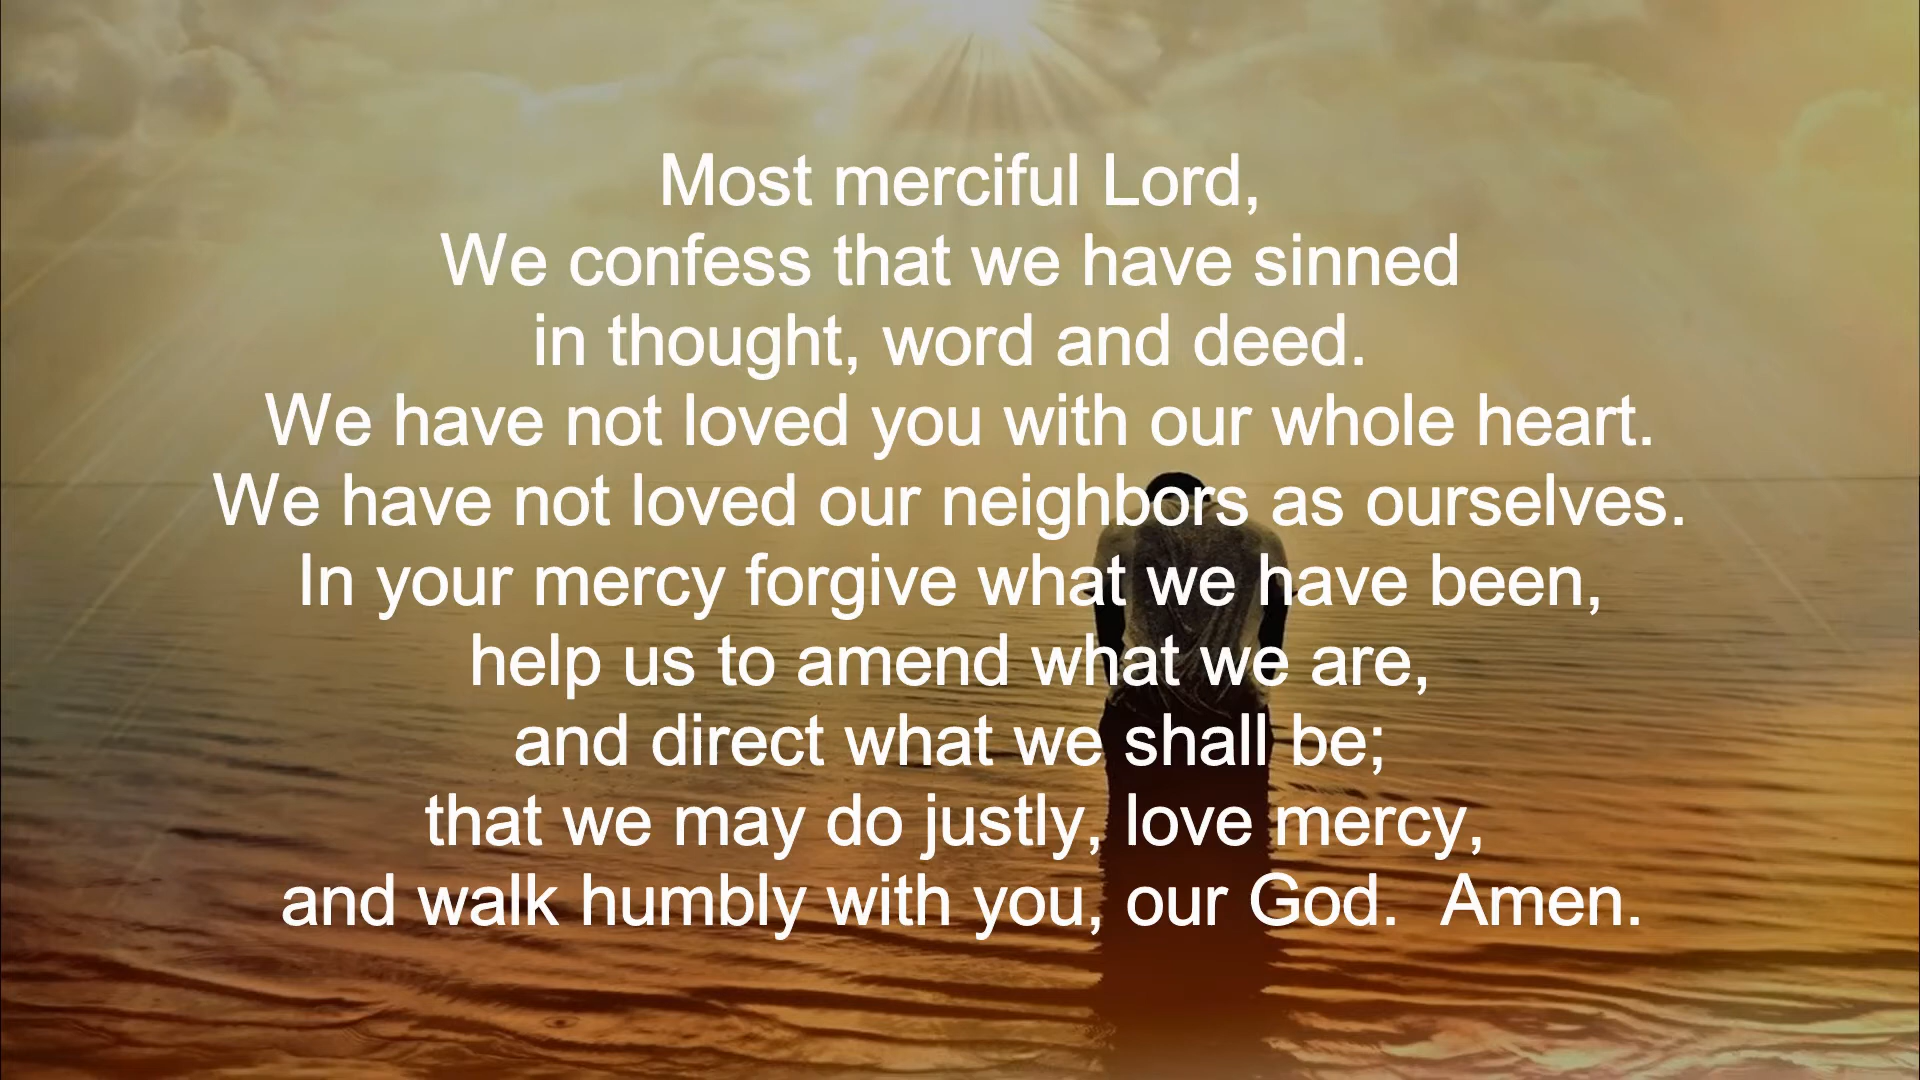 Most merciful Lord,
We confess that we have sinned
in thought, word and deed.
We have not loved you with our whole heart.
We have not loved our neighbors as ourselves.
In your mercy forgive what we have been,
help us to amend what we are,
and direct what we shall be;
that we may do justly, love mercy,
and walk humbly with you, our God.  Amen.